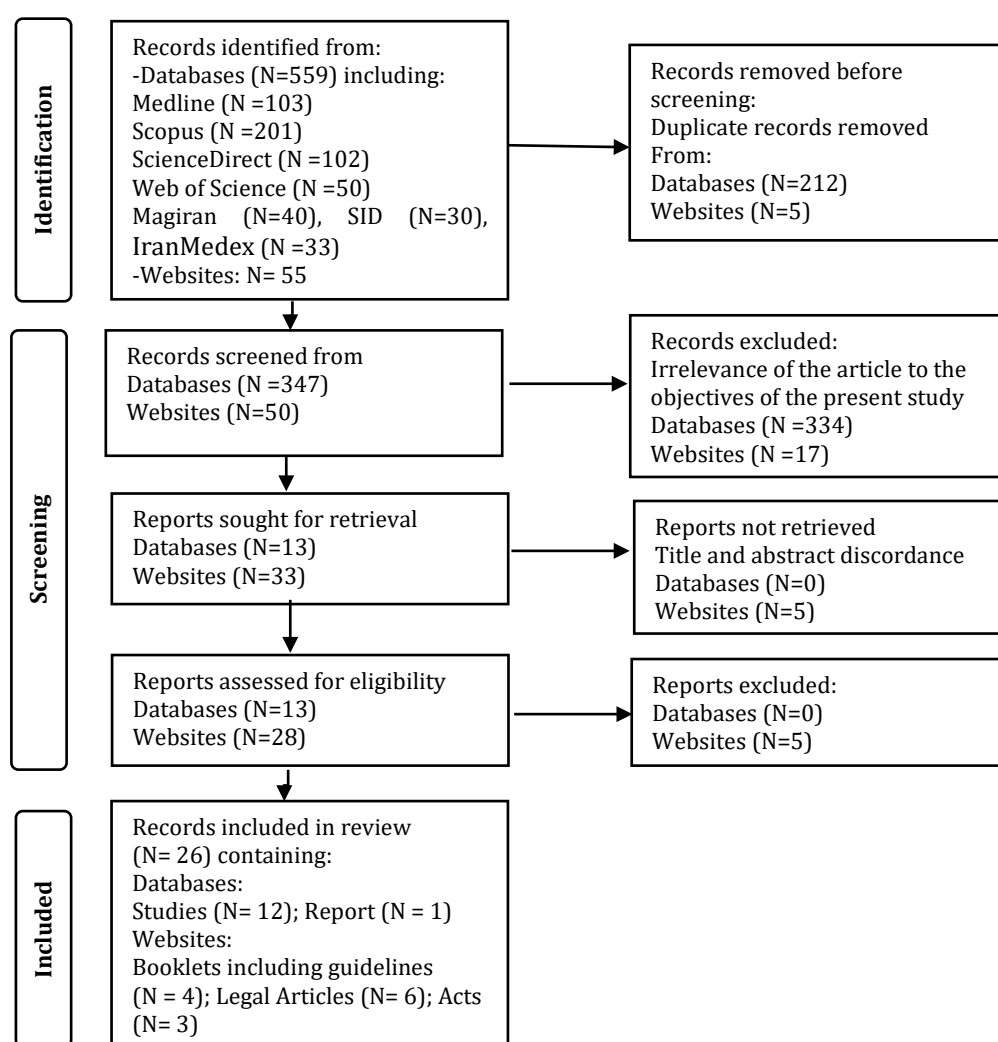 Identification
Records identified from:
-Databases (N=559) including:
Medline (N =103)
Scopus (N =201)
ScienceDirect (N =102)
Web of Science (N =50)
Magiran (N=40), SID (N=30),
IranMedex (N =33)
-Websites: N= 55
Records removed before
screening:
Duplicate records removed
From:
Databases (N=212)
Websites (N=5)
Screening
Records screened from
Databases (N =347)
Websites (N=50)
Records excluded:
Irrelevance of the article to the
objectives of the present study
Databases (N =334)
Websites (N =17)
Reports sought for retrieval
Databases (N=13)
Websites (N=33)
Reports not retrieved
Title and abstract discordance
Databases (N=0)
Websites (N=5)
Reports assessed for eligibility
Databases (N=13)
Websites (N=28)
Reports excluded:
Databases (N=0)
Websites (N=5)
Included
Records included in review
(N= 26) containing:
Databases:
Studies (N= 12); Report (N = 1)
Websites:
Booklets including guidelines
(N = 4); Legal Articles (N= 6); Acts
(N= 3)